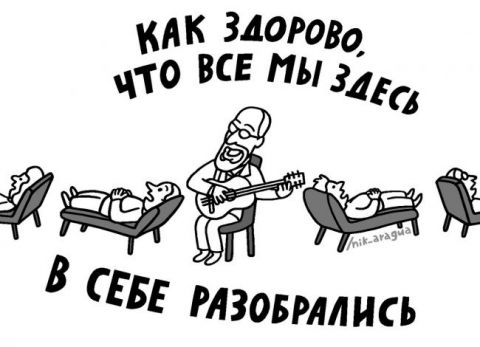 КАК ЗДОРОВО,
ЧТО ВСЕ МЫ ЗДЕСЬ
/nik_aragua/
В СЕБЕ РАЗОБРАЛИСЬ